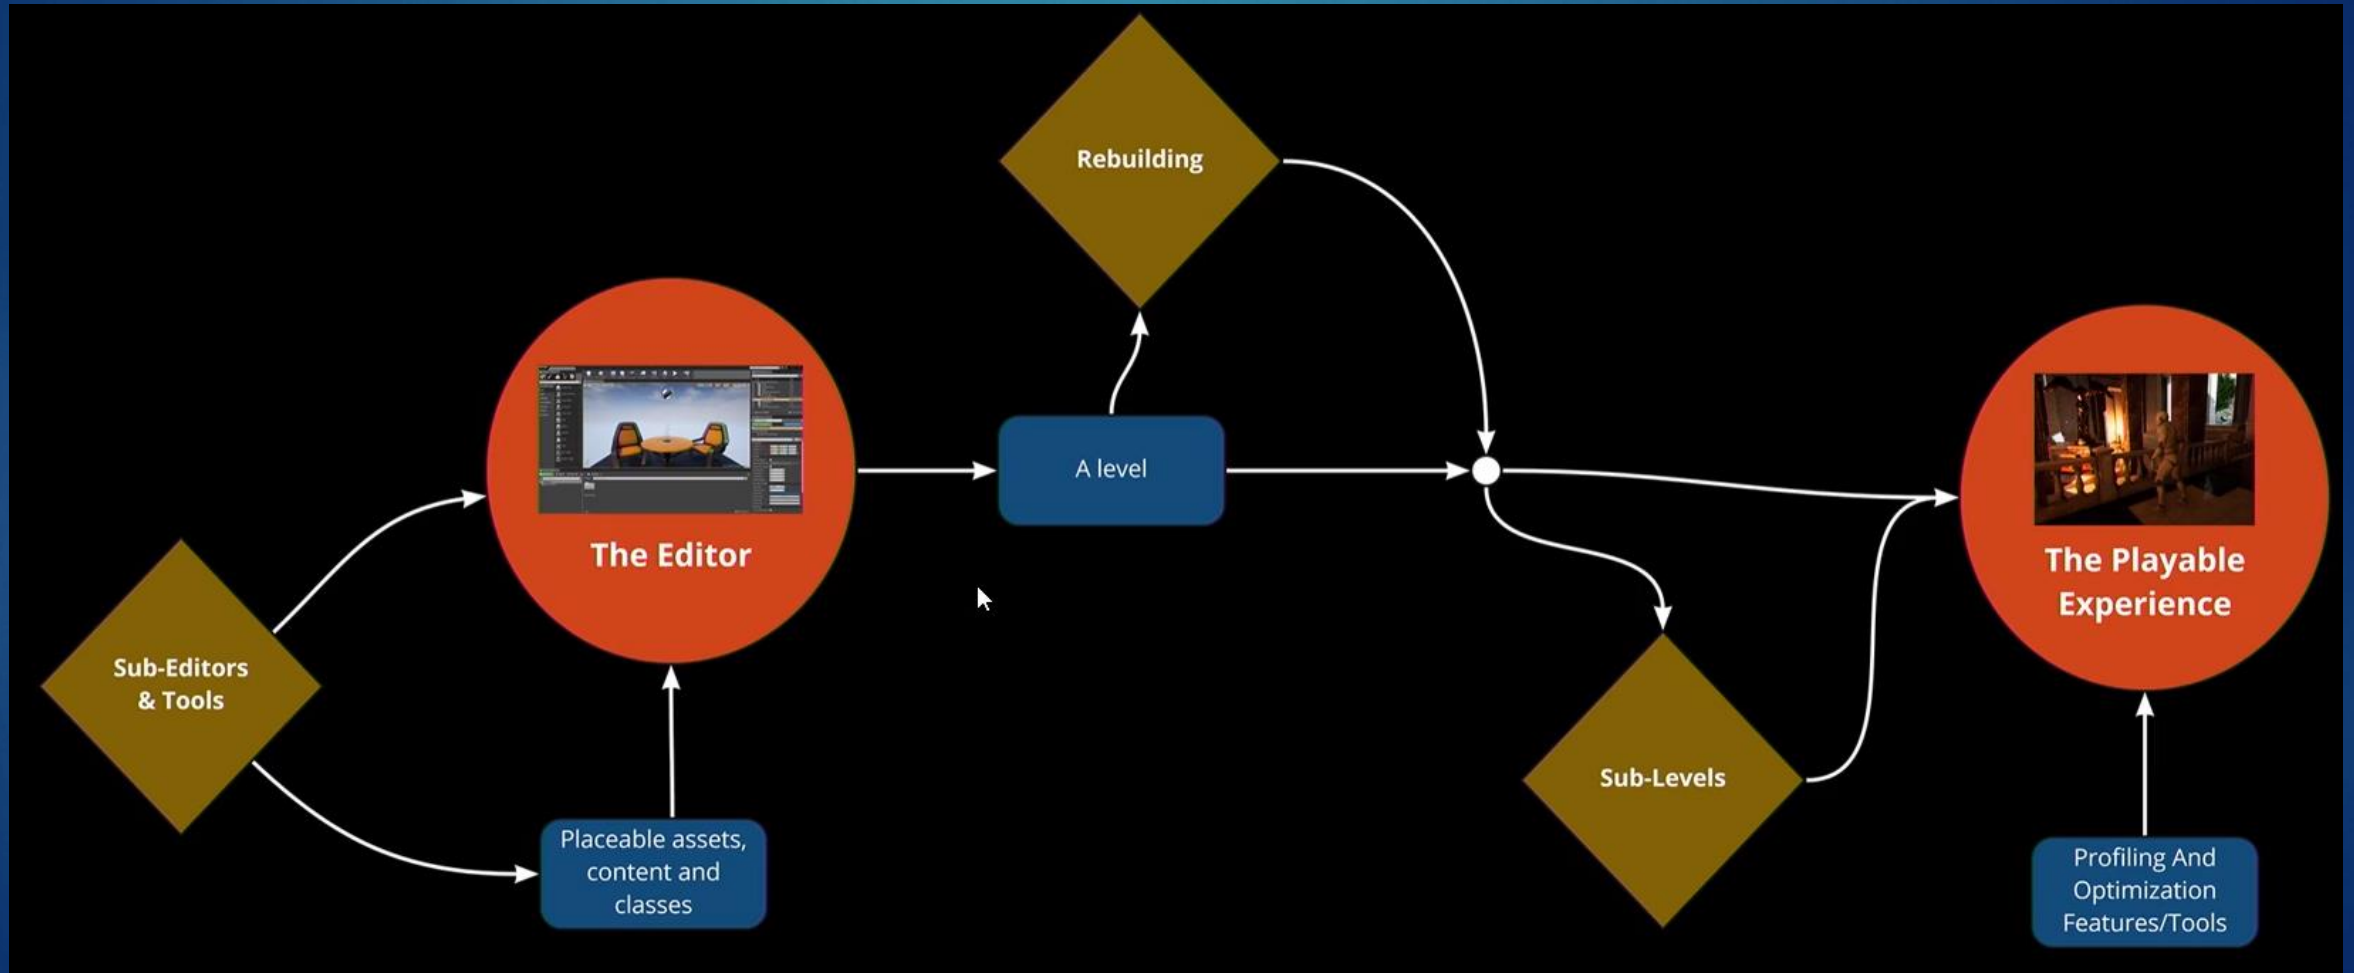 Rebuilding
The Editor
A level
The Playable
Experience
Sub-Editors
& Tools
Sub-Levels
Placeable assets,
content and
classes
Profiling And
Optimization
Features/Tools